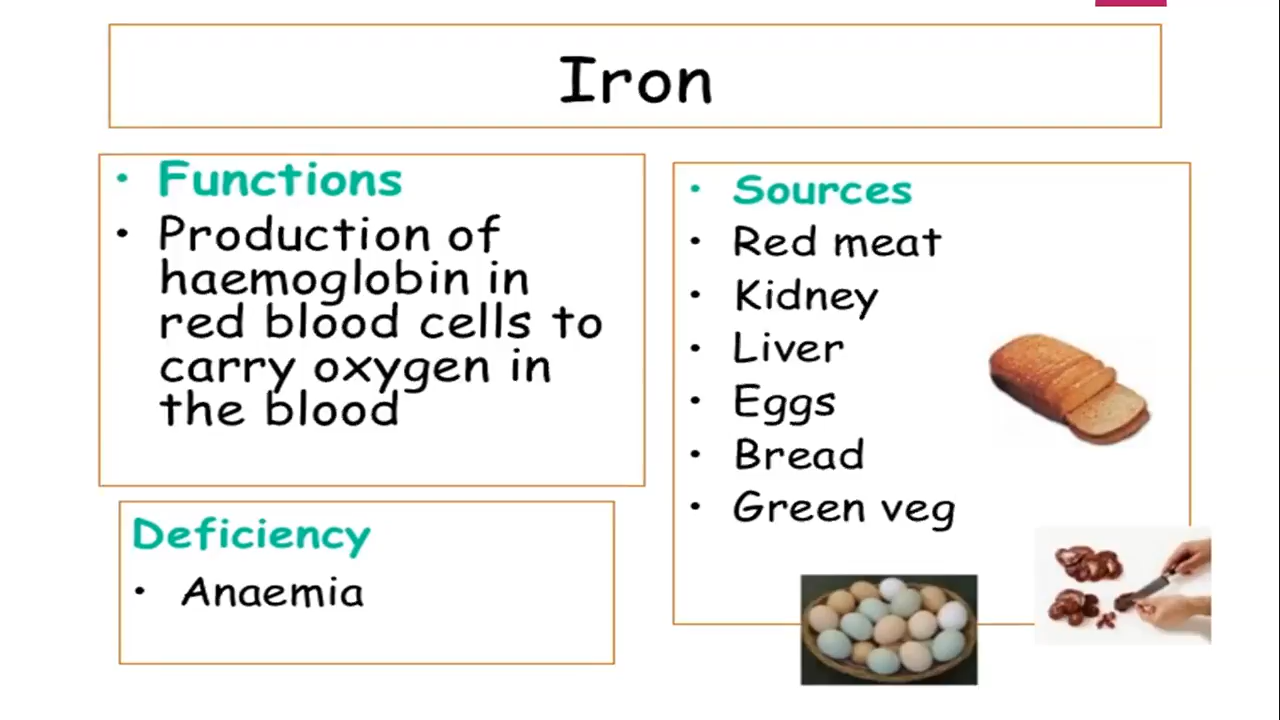 Iron
• Functions
• Production of
haemoglobin in
red blood cells to
carry oxygen in
the blood
Deficiency
• Anaemia
• Sources
• Red meat
• Kidney
• Liver
• Eggs
• Bread
• Green veg